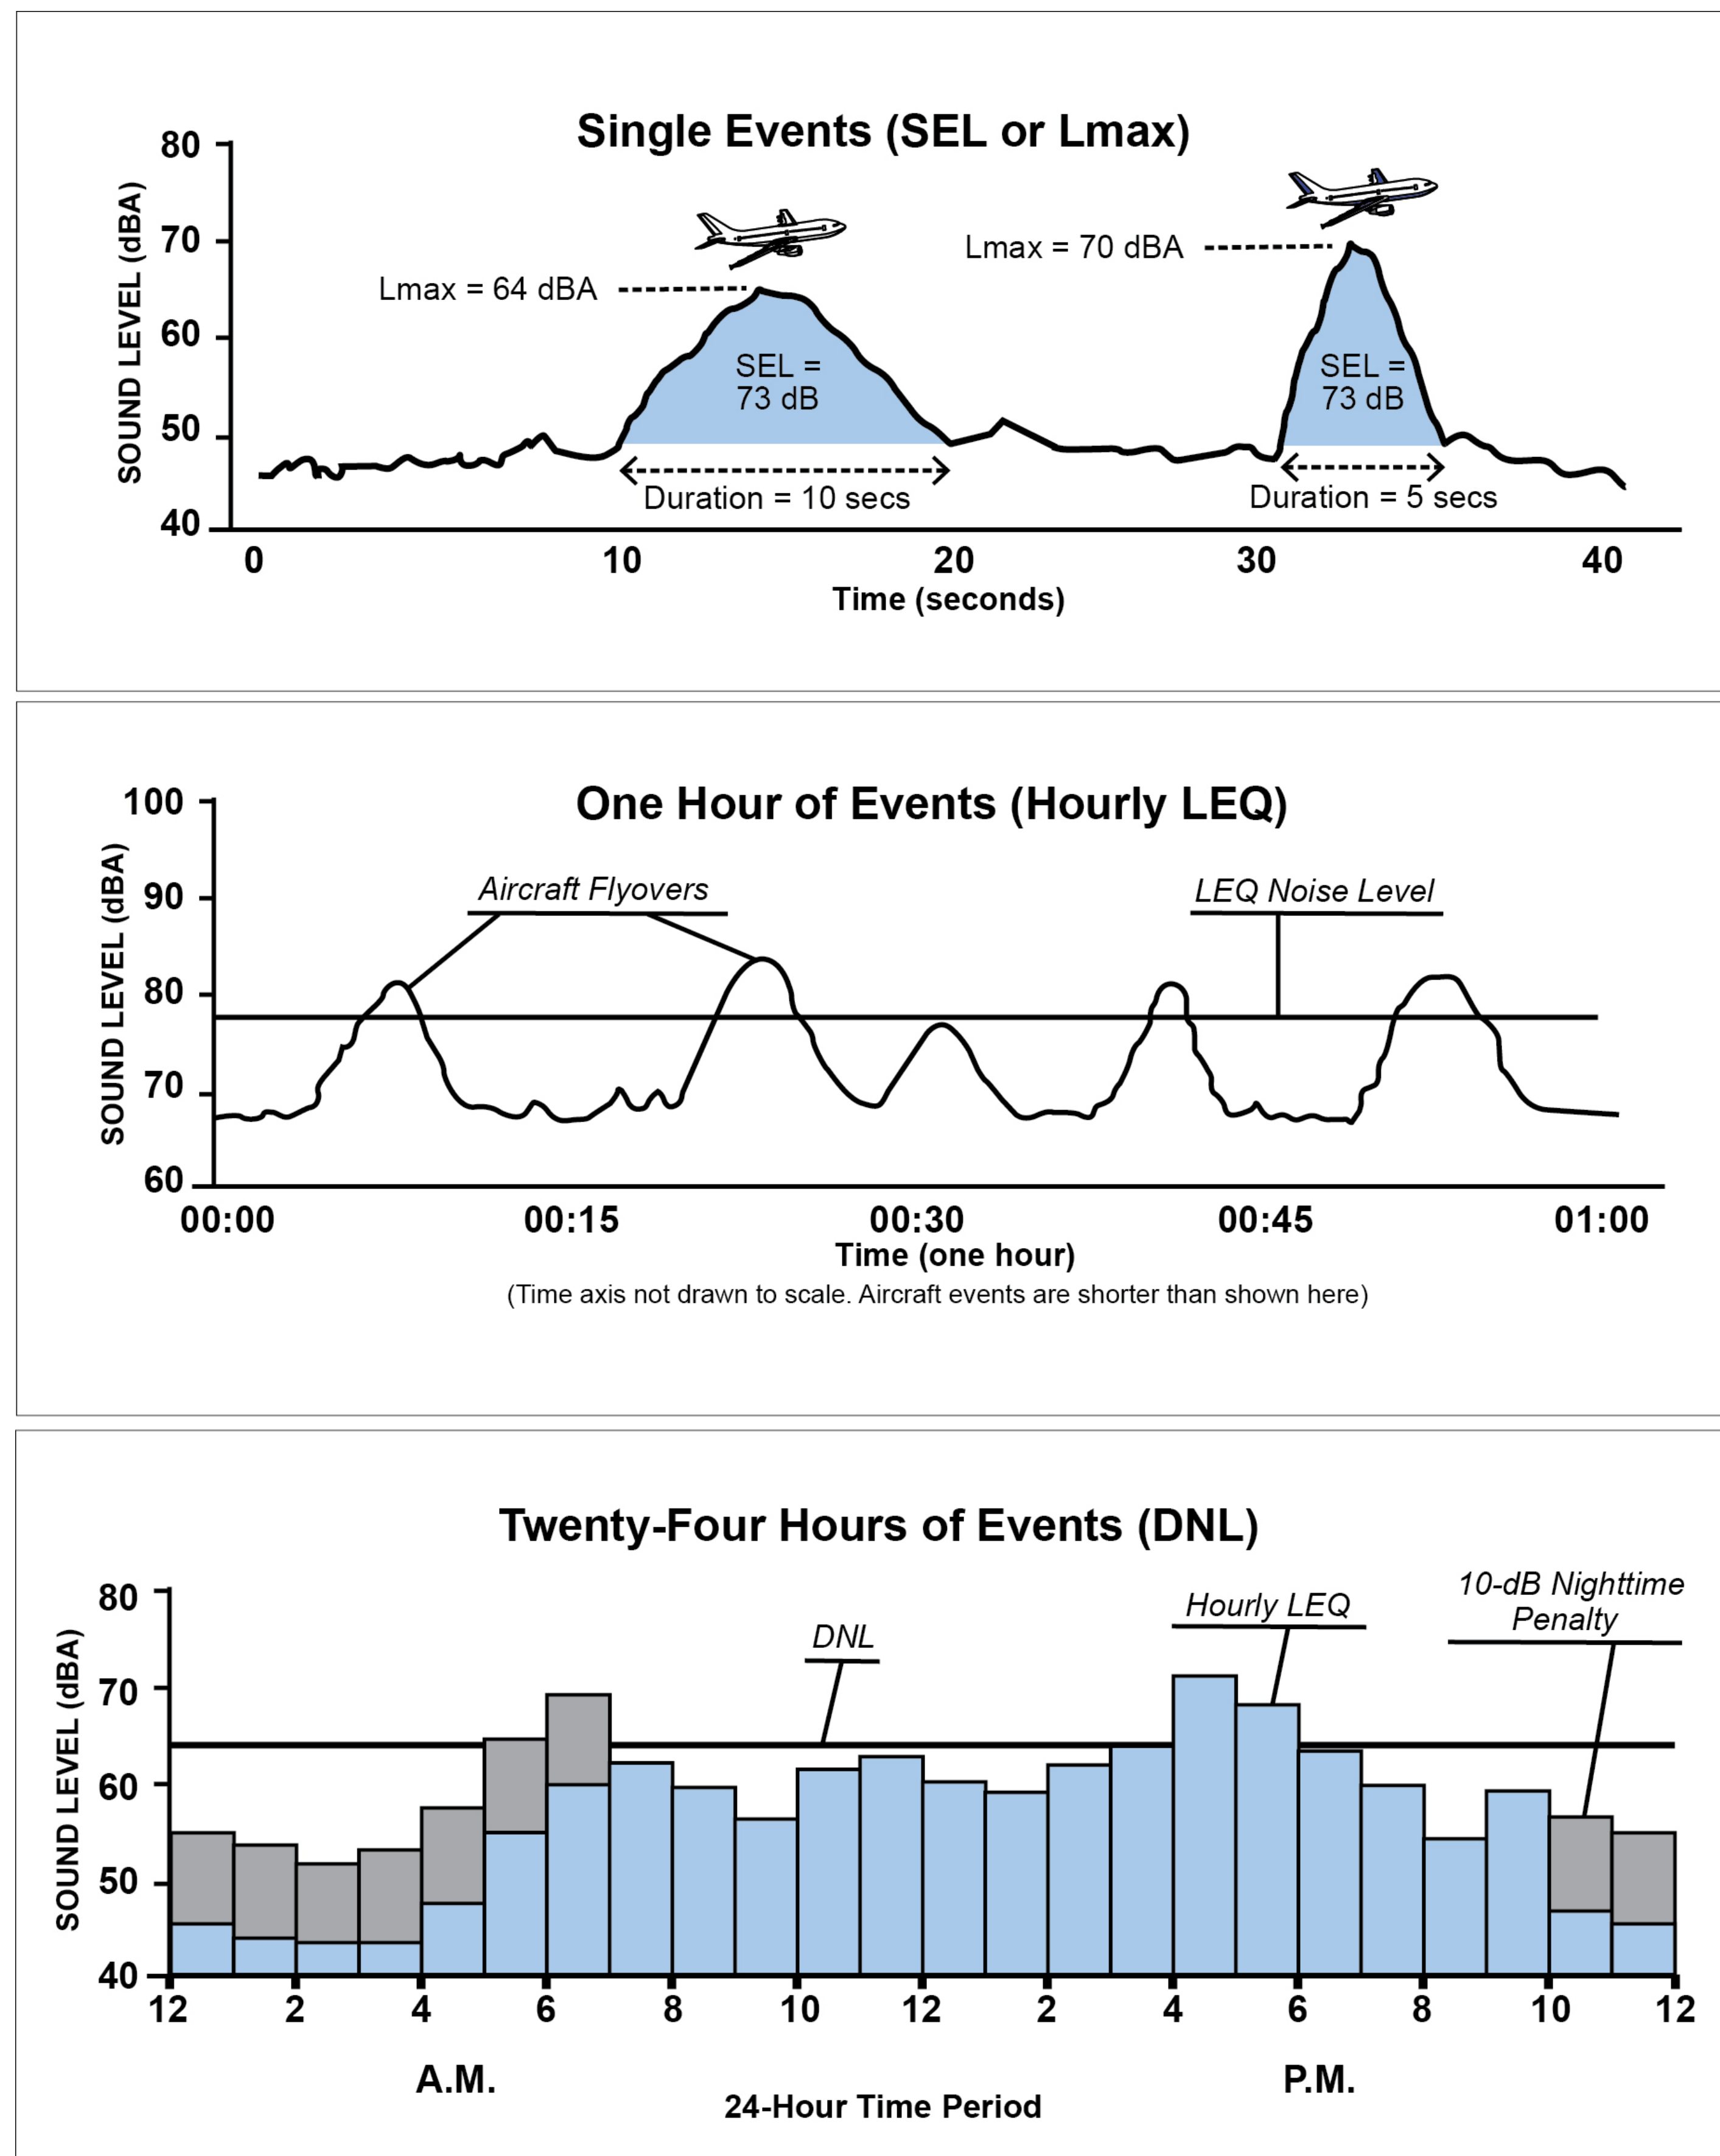 Single Events (SEL or Lmax)
SOUND LEVEL (dBA)
80
70
60
50
40
Lmax = 64 dBA
Lmax = 70 dBA
SEL =
73 dB
SEL =
73 dB
Duration = 10 secs
Duration = 5 secs
0 10 20 30 40
Time (seconds)
One Hour of Events (Hourly LEQ)
SOUND LEVEL (dBA)
100
90
80
70
60
Aircraft Flyovers
LEQ Noise Level
00:00 00:15 00:30 00:45 01:00
Time (one hour)
(Time axis not drawn to scale. Aircraft events are shorter than shown here)
Twenty-Four Hours of Events (DNL)
SOUND LEVEL (dBA)
80
70
60
50
40
DNL
Hourly LEQ
10-dB Nighttime
Penalty
12 2 4 6 8 10 12 2 4 6 8 10 12
A.M. P.M.
24-Hour Time Period